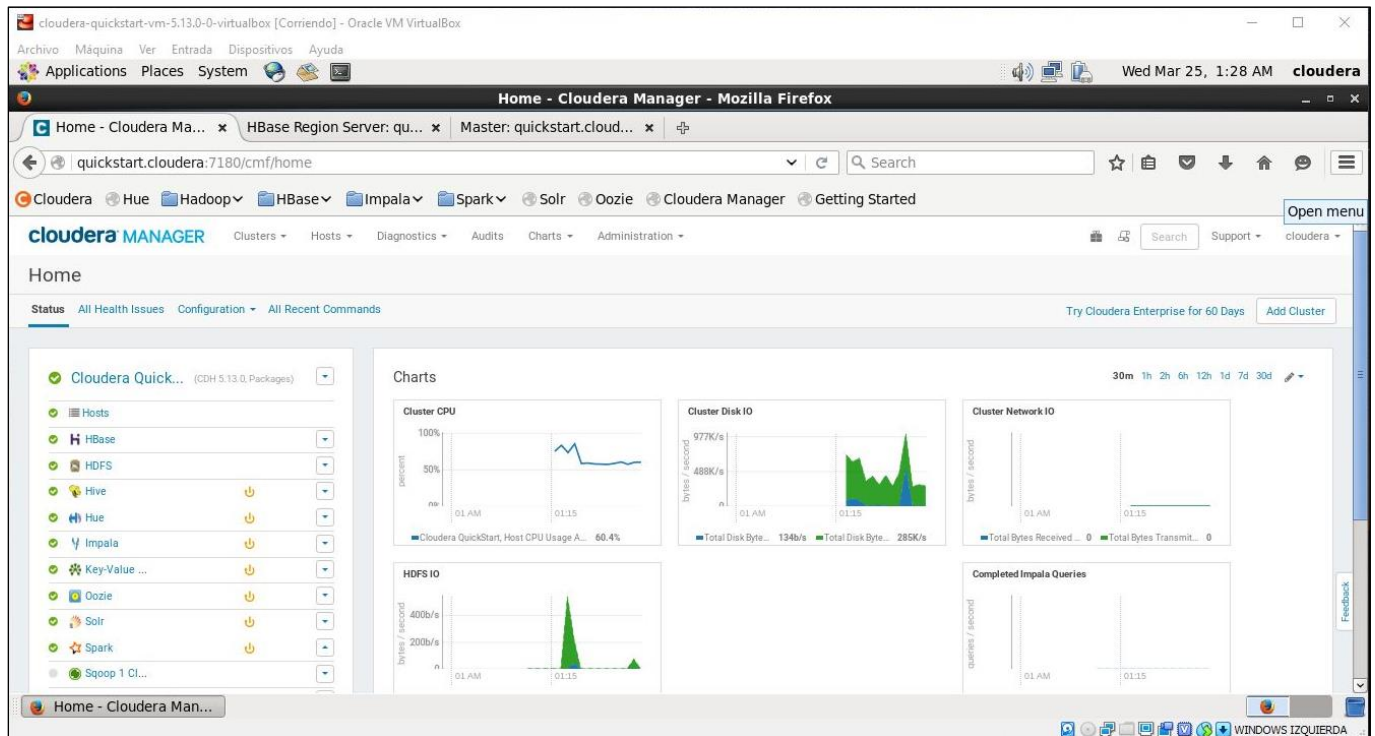 cloudera-quickstart-vm-5.13.0-0-virtualbox [Corriendo] - Oracle VM VirtualBox
Archivo Máquina Ver Entrada Dispositivos Ayuda
Applications Places System Wed Mar 25, 1:28 AM cloudera
Home - Cloudera Manager - Mozilla Firefox
Home - Cloudera Ma... HBase Region Server: qu... Master: quickstart.cloud...
quickstart.cloudera:7180/cmf/home Search
Cloudera Hue Hadoop HBase Impala Spark Solr Oozie Cloudera Manager Getting Started
Open menu
cloudera MANAGER Clusters Hosts Diagnostics Audits Charts Administration Search Support cloudera
Home
Status All Health Issues Configuration All Recent Commands Try Cloudera Enterprise for 60 Days Add Cluster
Cloudera Quick... (CDH 5.13.0, Packages)
Hosts
HBase
HDFS
Hive
Hue
Impala
Key-Value ...
Oozie
Solr
Spark
Sqoop 1 Cl...
Charts
30m 1h 2h 6h 12h 1d 7d 30d
Cluster CPU
percent
100%
50%
0%
01 AM 01:15
Cloudera QuickStart, Host CPU Usage A... 60.4%
Cluster Disk IO
bytes / second
977K/s
488K/s
0
01 AM 01:15
Total Disk Byte... 134b/s Total Disk Byte... 285K/s
Cluster Network IO
bytes / second
01 AM 01:15
Total Bytes Received ... 0 Total Bytes Transmit... 0
HDFS IO
bytes / second
400b/s
200b/s
0
01 AM 01:15
Completed Impala Queries
queries / second
01 AM 01:15
Feedback
Home - Cloudera Man...
WINDOWS IZQUIERDA